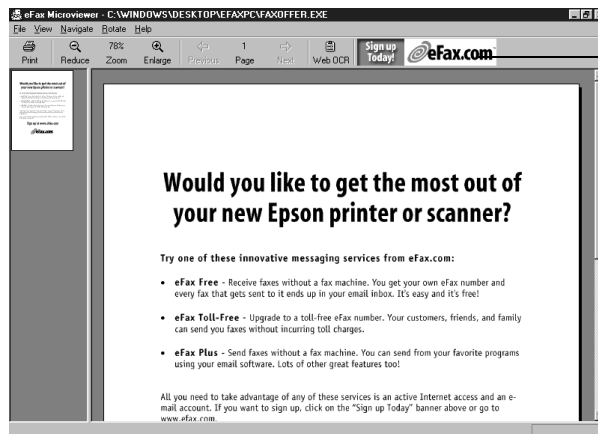 eFax Microviewer - C:\WINDOWS\DESKTOP\EFAXPC\FAXOFFER.EXE
File View Navigate Rotate Help
78% 1
Print Reduce Zoom Enlarge Previous Page Next Web OCR
Sign up
Today!
eFax.com
Would you like to get the most out of
your new Epson printer or scanner?
Try one of these innovative messaging services from eFax.com:
• eFax Free - Receive faxes without a fax machine. You get your own eFax number and
every fax that gets sent to it ends up in your email inbox. It's easy and it's free!
• eFax Toll-Free - Upgrade to a toll-free eFax number. Your customers, friends, and family
can send you faxes without incurring toll charges.
• eFax Plus - Send faxes without a fax machine. You can send from your favorite programs
using your email software. Lots of other great features too!
All you need to take advantage of any of these services is an active Internet access and an e-
mail account. If you want to sign up, click on the “Sign up Today” banner above or go to
www.efax.com.